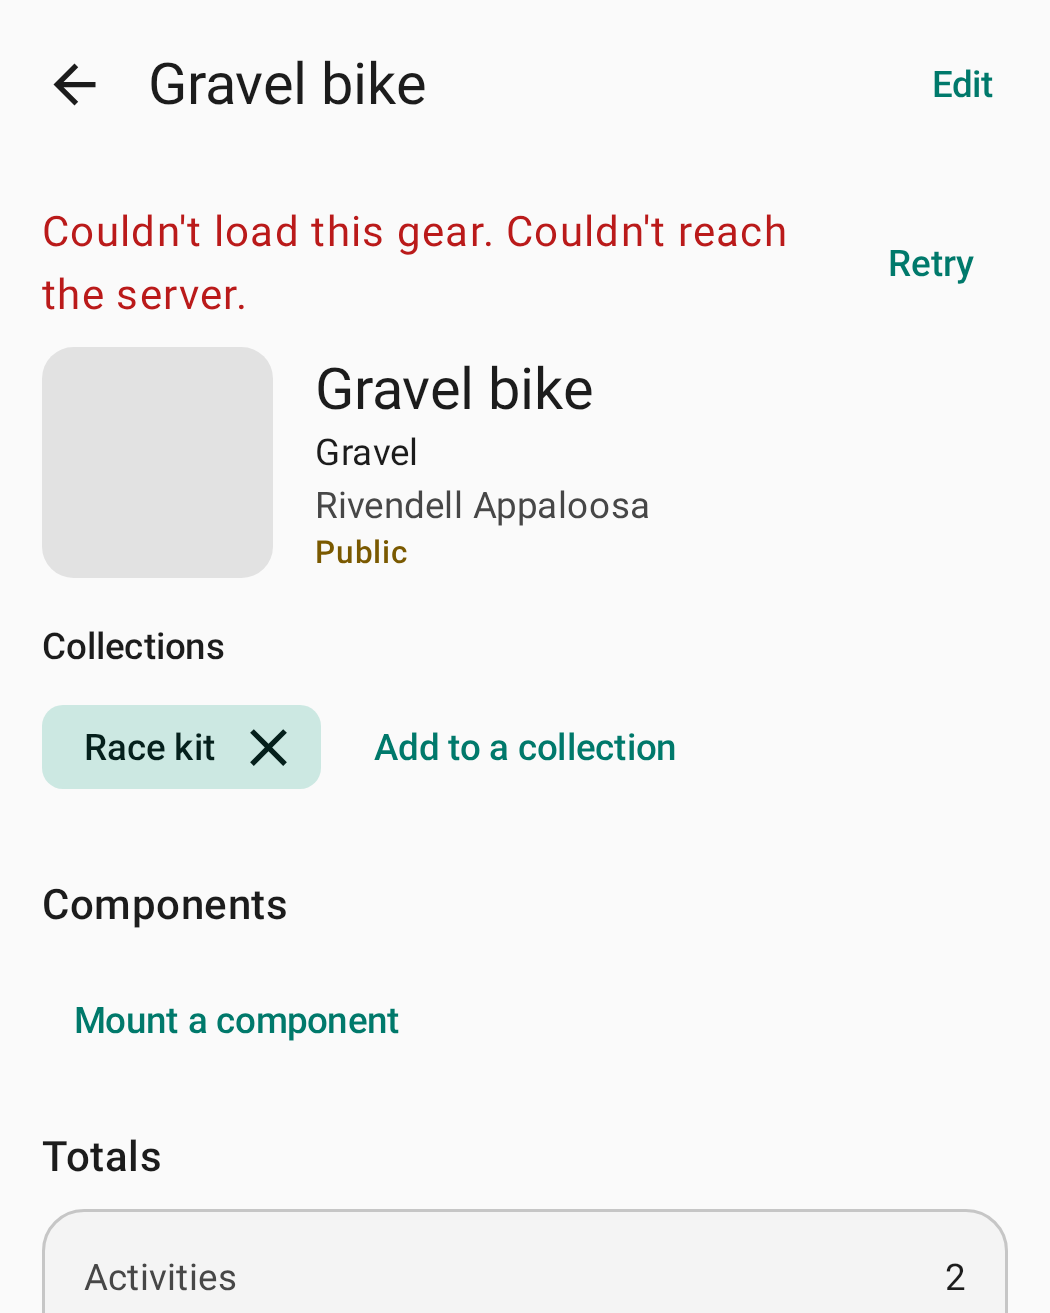 Gravel bike
Edit
Couldn't load this gear. Couldn't reach
the server.
Retry
Gravel bike
Gravel
Rivendell Appaloosa
Public
Collections
Race kit
Add to a collection
Components
Mount a component
Totals
Activities
2